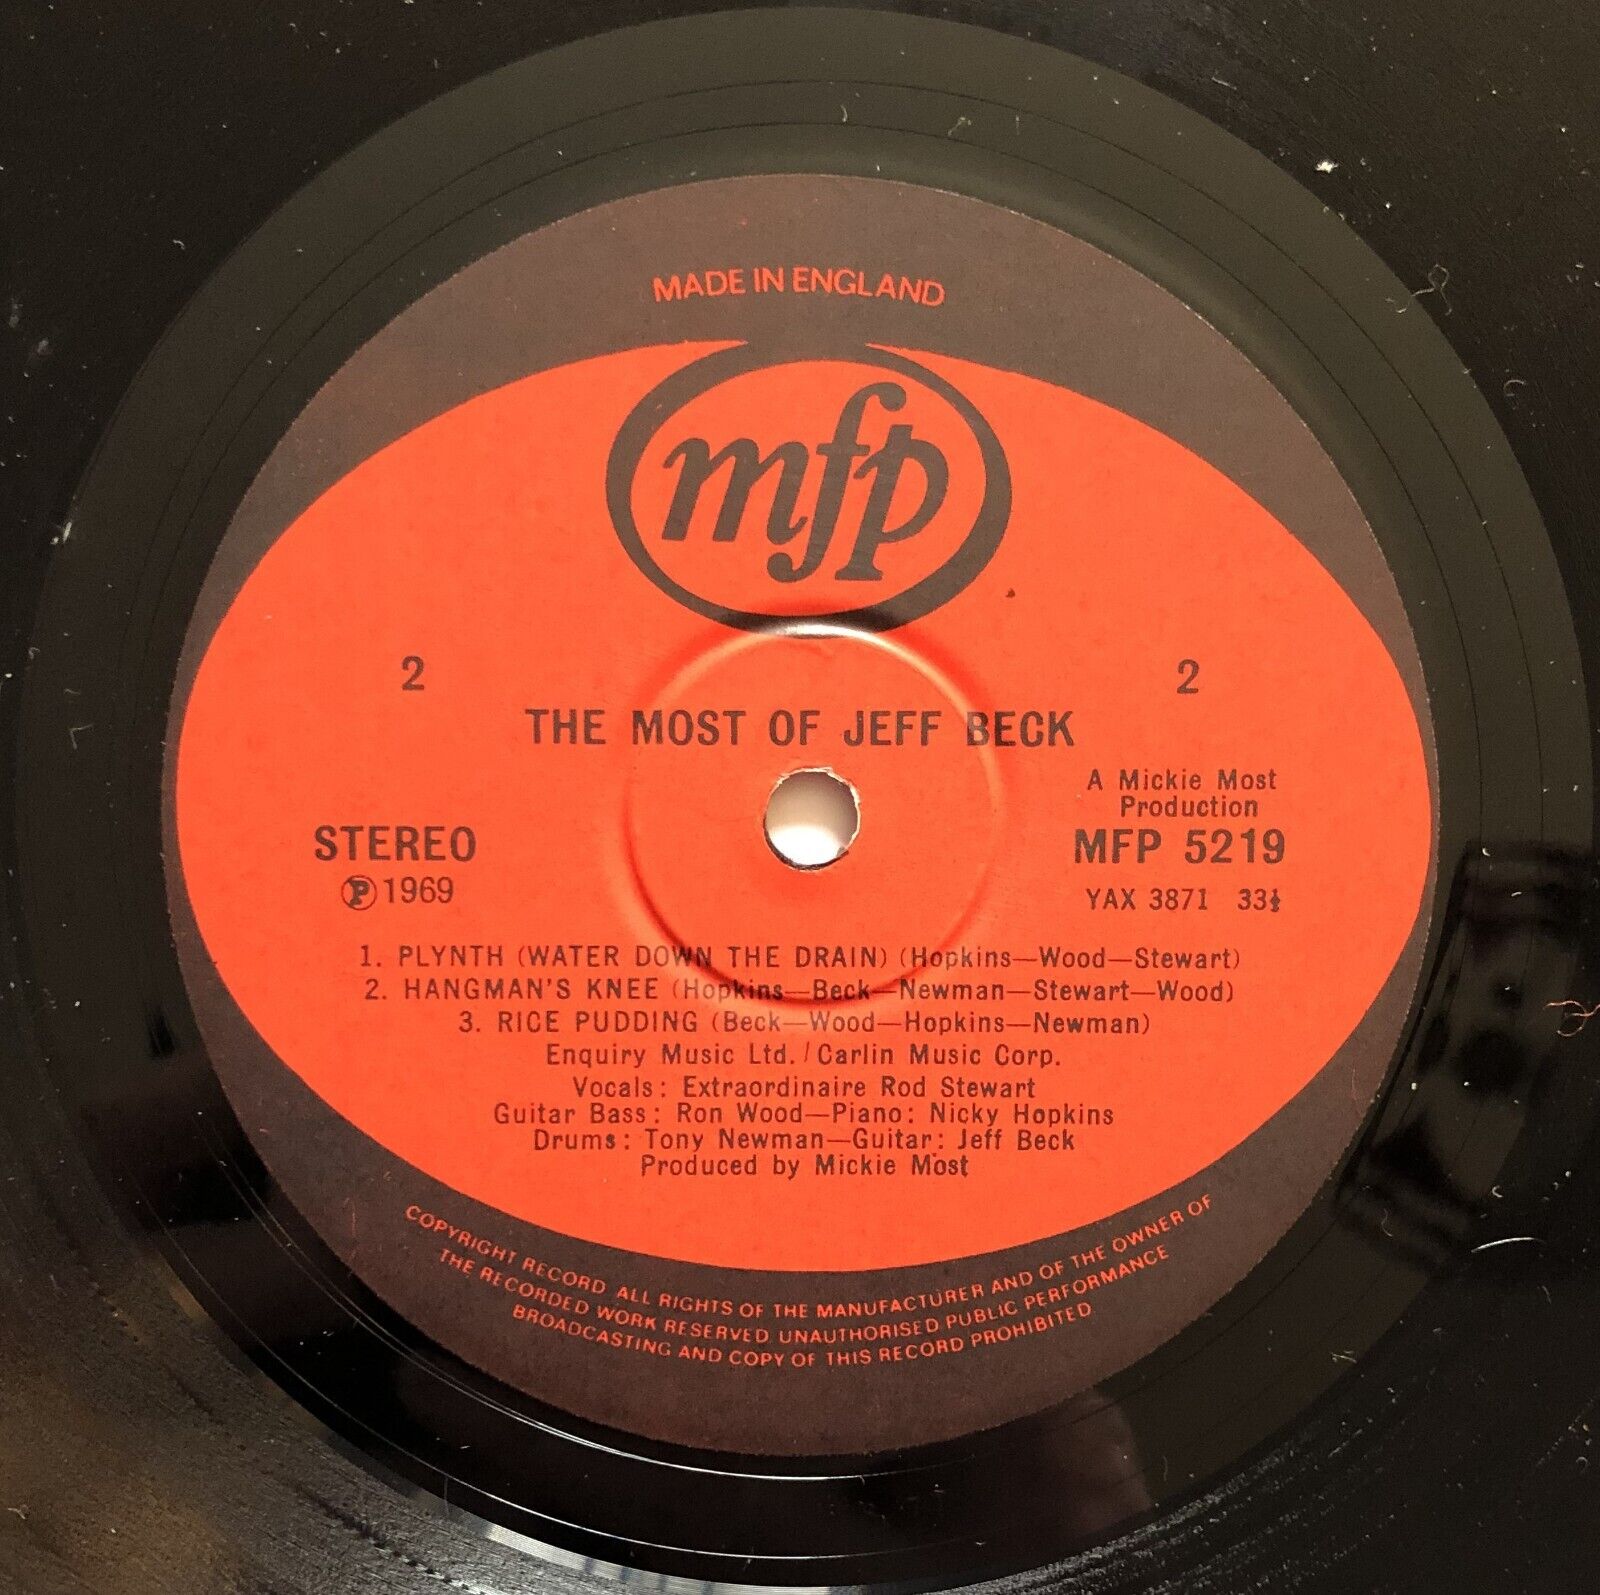 MADE IN ENGLAND
mfp
2 2
THE MOST OF JEFF BECK
A Mickie Most
Production
STEREO MFP 5219
Ⓟ1969 YAX 3871 33⅓
1. PLYNTH (WATER DOWN THE DRAIN) (Hopkins—Wood—Stewart)
2. HANGMAN'S KNEE (Hopkins—Beck—Newman—Stewart—Wood)
3. RICE PUDDING (Beck—Wood—Hopkins—Newman)
Enquiry Music Ltd. / Carlin Music Corp.
Vocals: Extraordinaire Rod Stewart
Guitar Bass: Ron Wood—Piano: Nicky Hopkins
Drums: Tony Newman—Guitar: Jeff Beck
Produced by Mickie Most
COPYRIGHT RECORD ALL RIGHTS OF THE MANUFACTURER AND OF THE OWNER OF
THE RECORDED WORK RESERVED UNAUTHORISED PUBLIC PERFORMANCE
BROADCASTING AND COPY OF THIS RECORD PROHIBITED